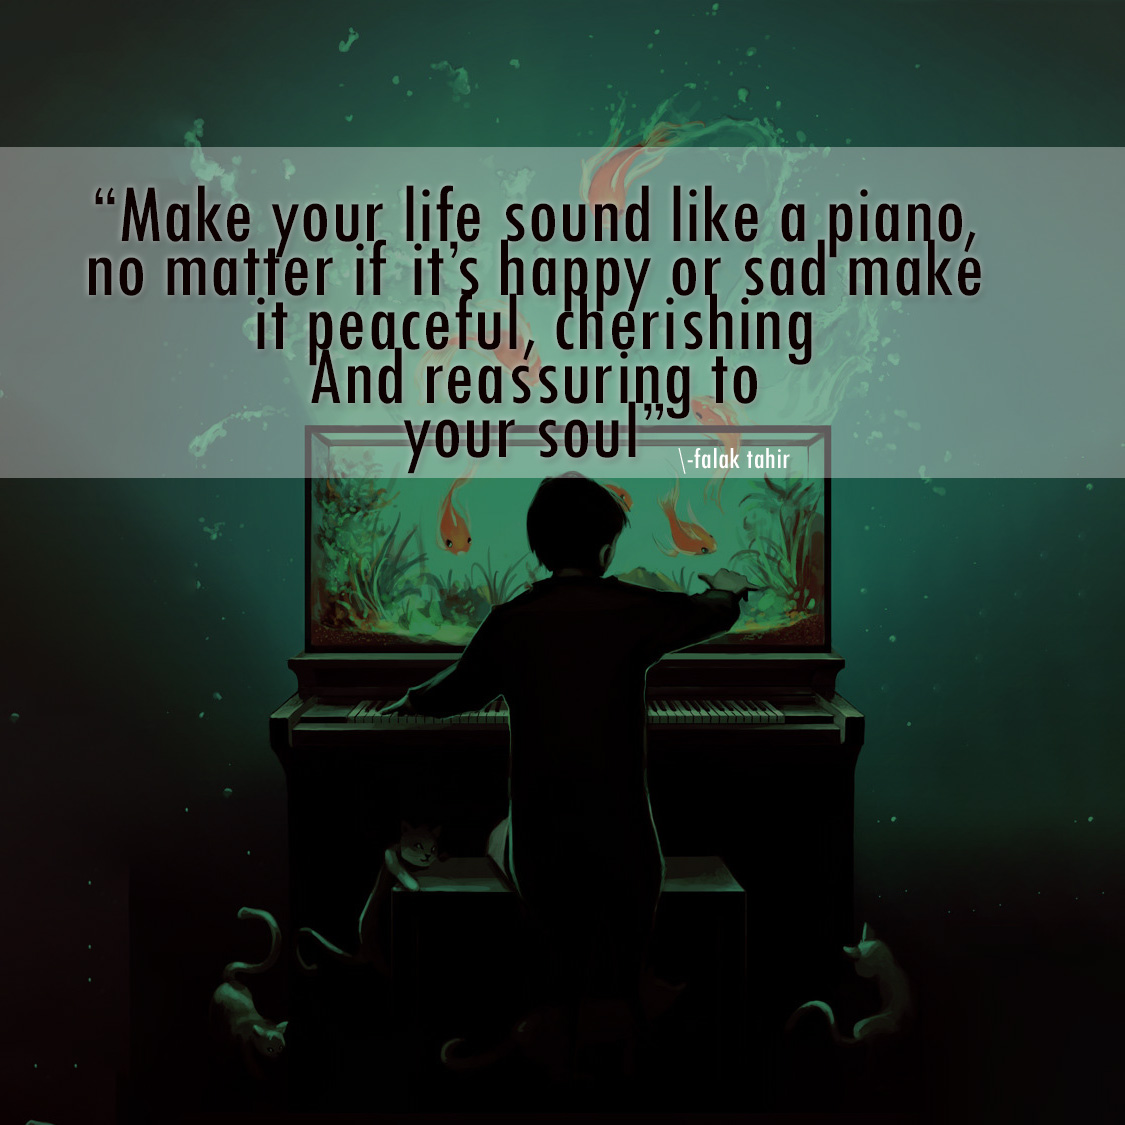 “Make your life sound like a piano,
no matter if it’s happy or sad make
it peaceful, cherishing
And reassuring to
your soul”
\-falak tahir